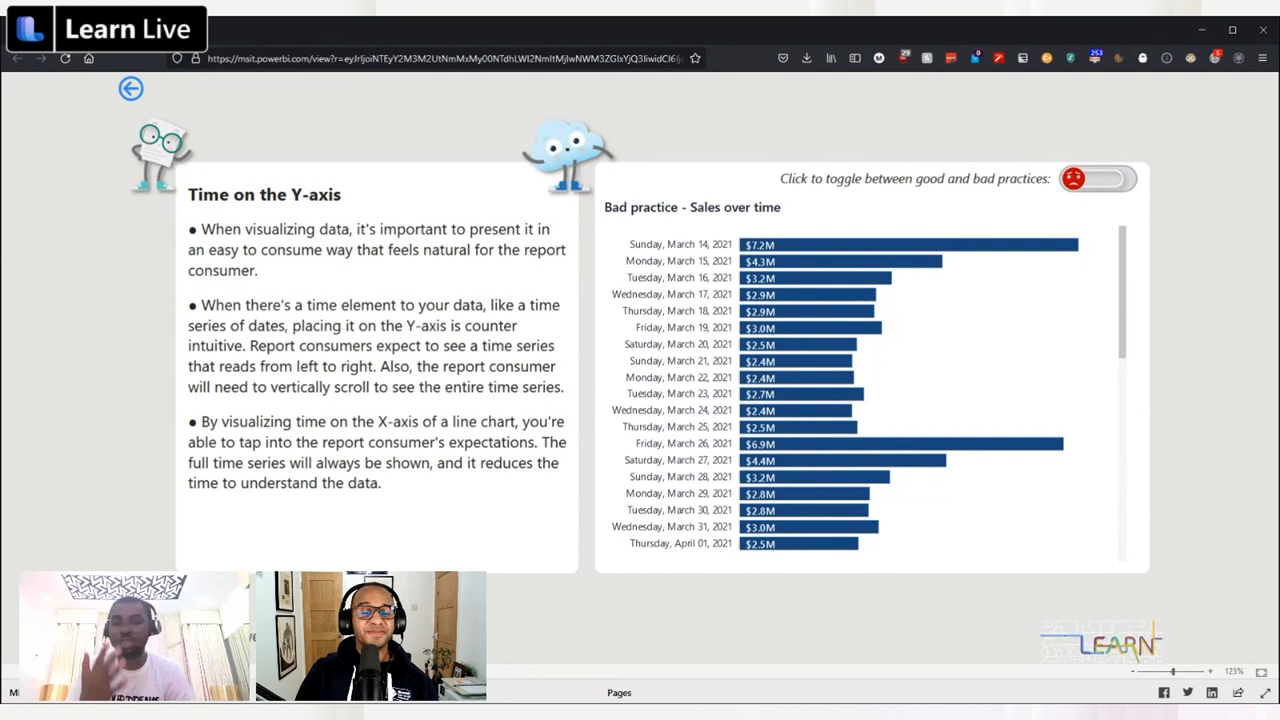 Learn Live
https://msit.powerbi.com/view?r=
Time on the Y-axis
● When visualizing data, it's important to present it in
an easy to consume way that feels natural for the report
consumer.
● When there's a time element to your data, like a time
series of dates, placing it on the Y-axis is counter
intuitive. Report consumers expect to see a time series
that reads from left to right. Also, the report consumer
will need to vertically scroll to see the entire time series.
● By visualizing time on the X-axis of a line chart, you're
able to tap into the report consumer's expectations. The
full time series will always be shown, and it reduces the
time to understand the data.
Click to toggle between good and bad practices:
Bad practice - Sales over time
Sunday, March 14, 2021 $7.2M
Monday, March 15, 2021 $4.3M
Tuesday, March 16, 2021 $3.2M
Wednesday, March 17, 2021 $2.9M
Thursday, March 18, 2021 $2.9M
Friday, March 19, 2021 $3.0M
Saturday, March 20, 2021 $2.5M
Sunday, March 21, 2021 $2.4M
Monday, March 22, 2021 $2.4M
Tuesday, March 23, 2021 $2.7M
Wednesday, March 24, 2021 $2.4M
Thursday, March 25, 2021 $2.5M
Friday, March 26, 2021 $6.9M
Saturday, March 27, 2021 $4.4M
Sunday, March 28, 2021 $3.2M
Monday, March 29, 2021 $2.8M
Tuesday, March 30, 2021 $2.8M
Wednesday, March 31, 2021 $3.0M
Thursday, April 01, 2021 $2.5M
LEARN
123%
Pages